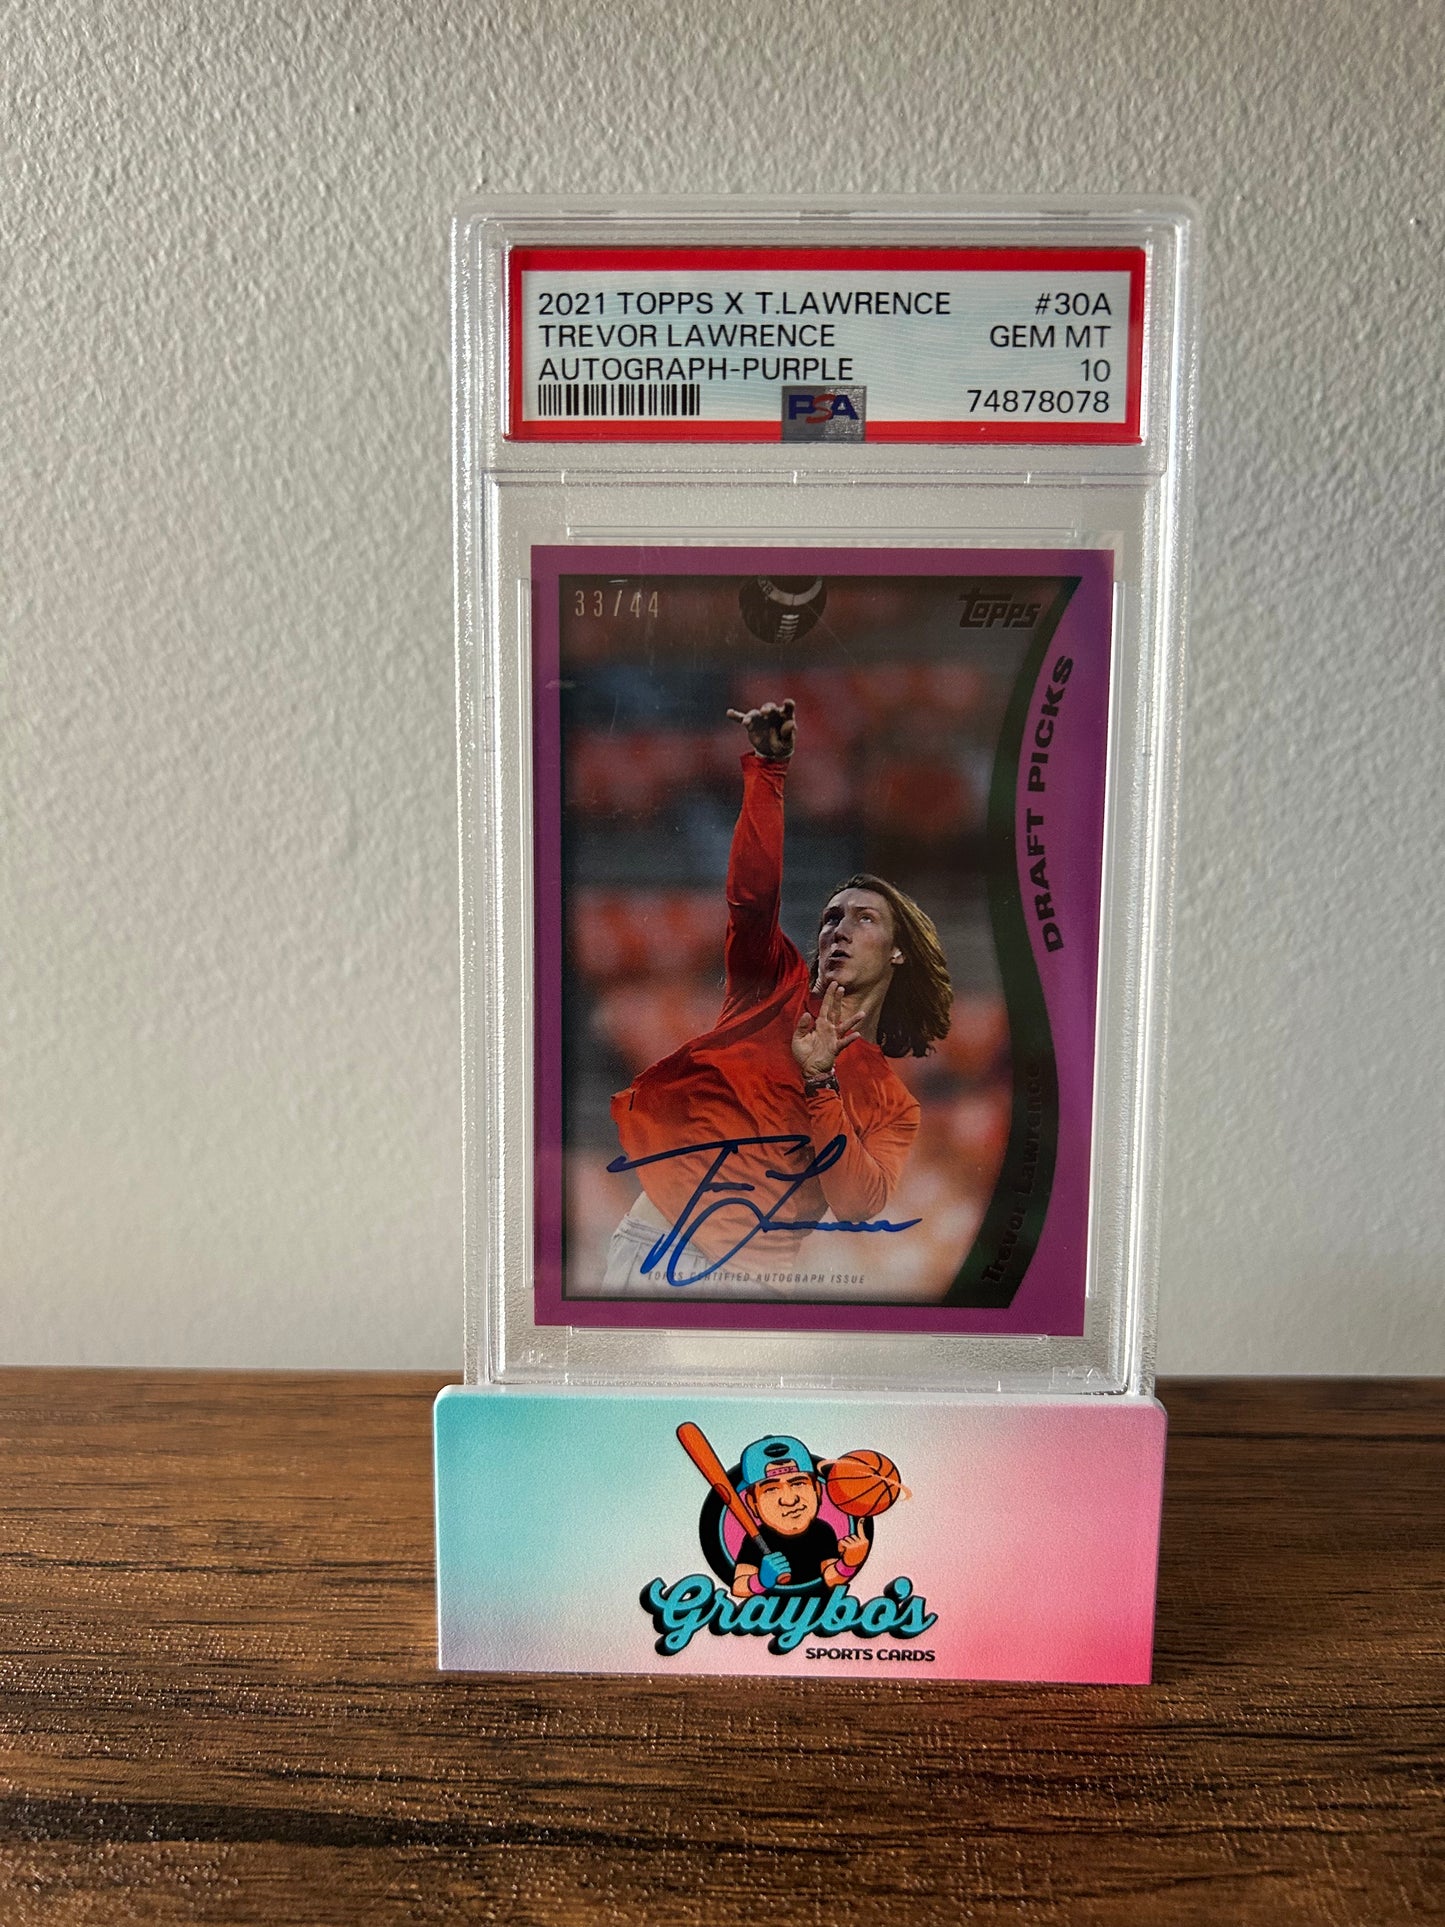 2021 TOPPS X T.LAWRENCE #30A
TREVOR LAWRENCE GEM MT
AUTOGRAPH-PURPLE 10
PSA 74878078
33/44 Topps
DRAFT PICKS
Trevor Lawrence
TOPPS CERTIFIED AUTOGRAPH ISSUE
Graybo's
SPORTS CARDS